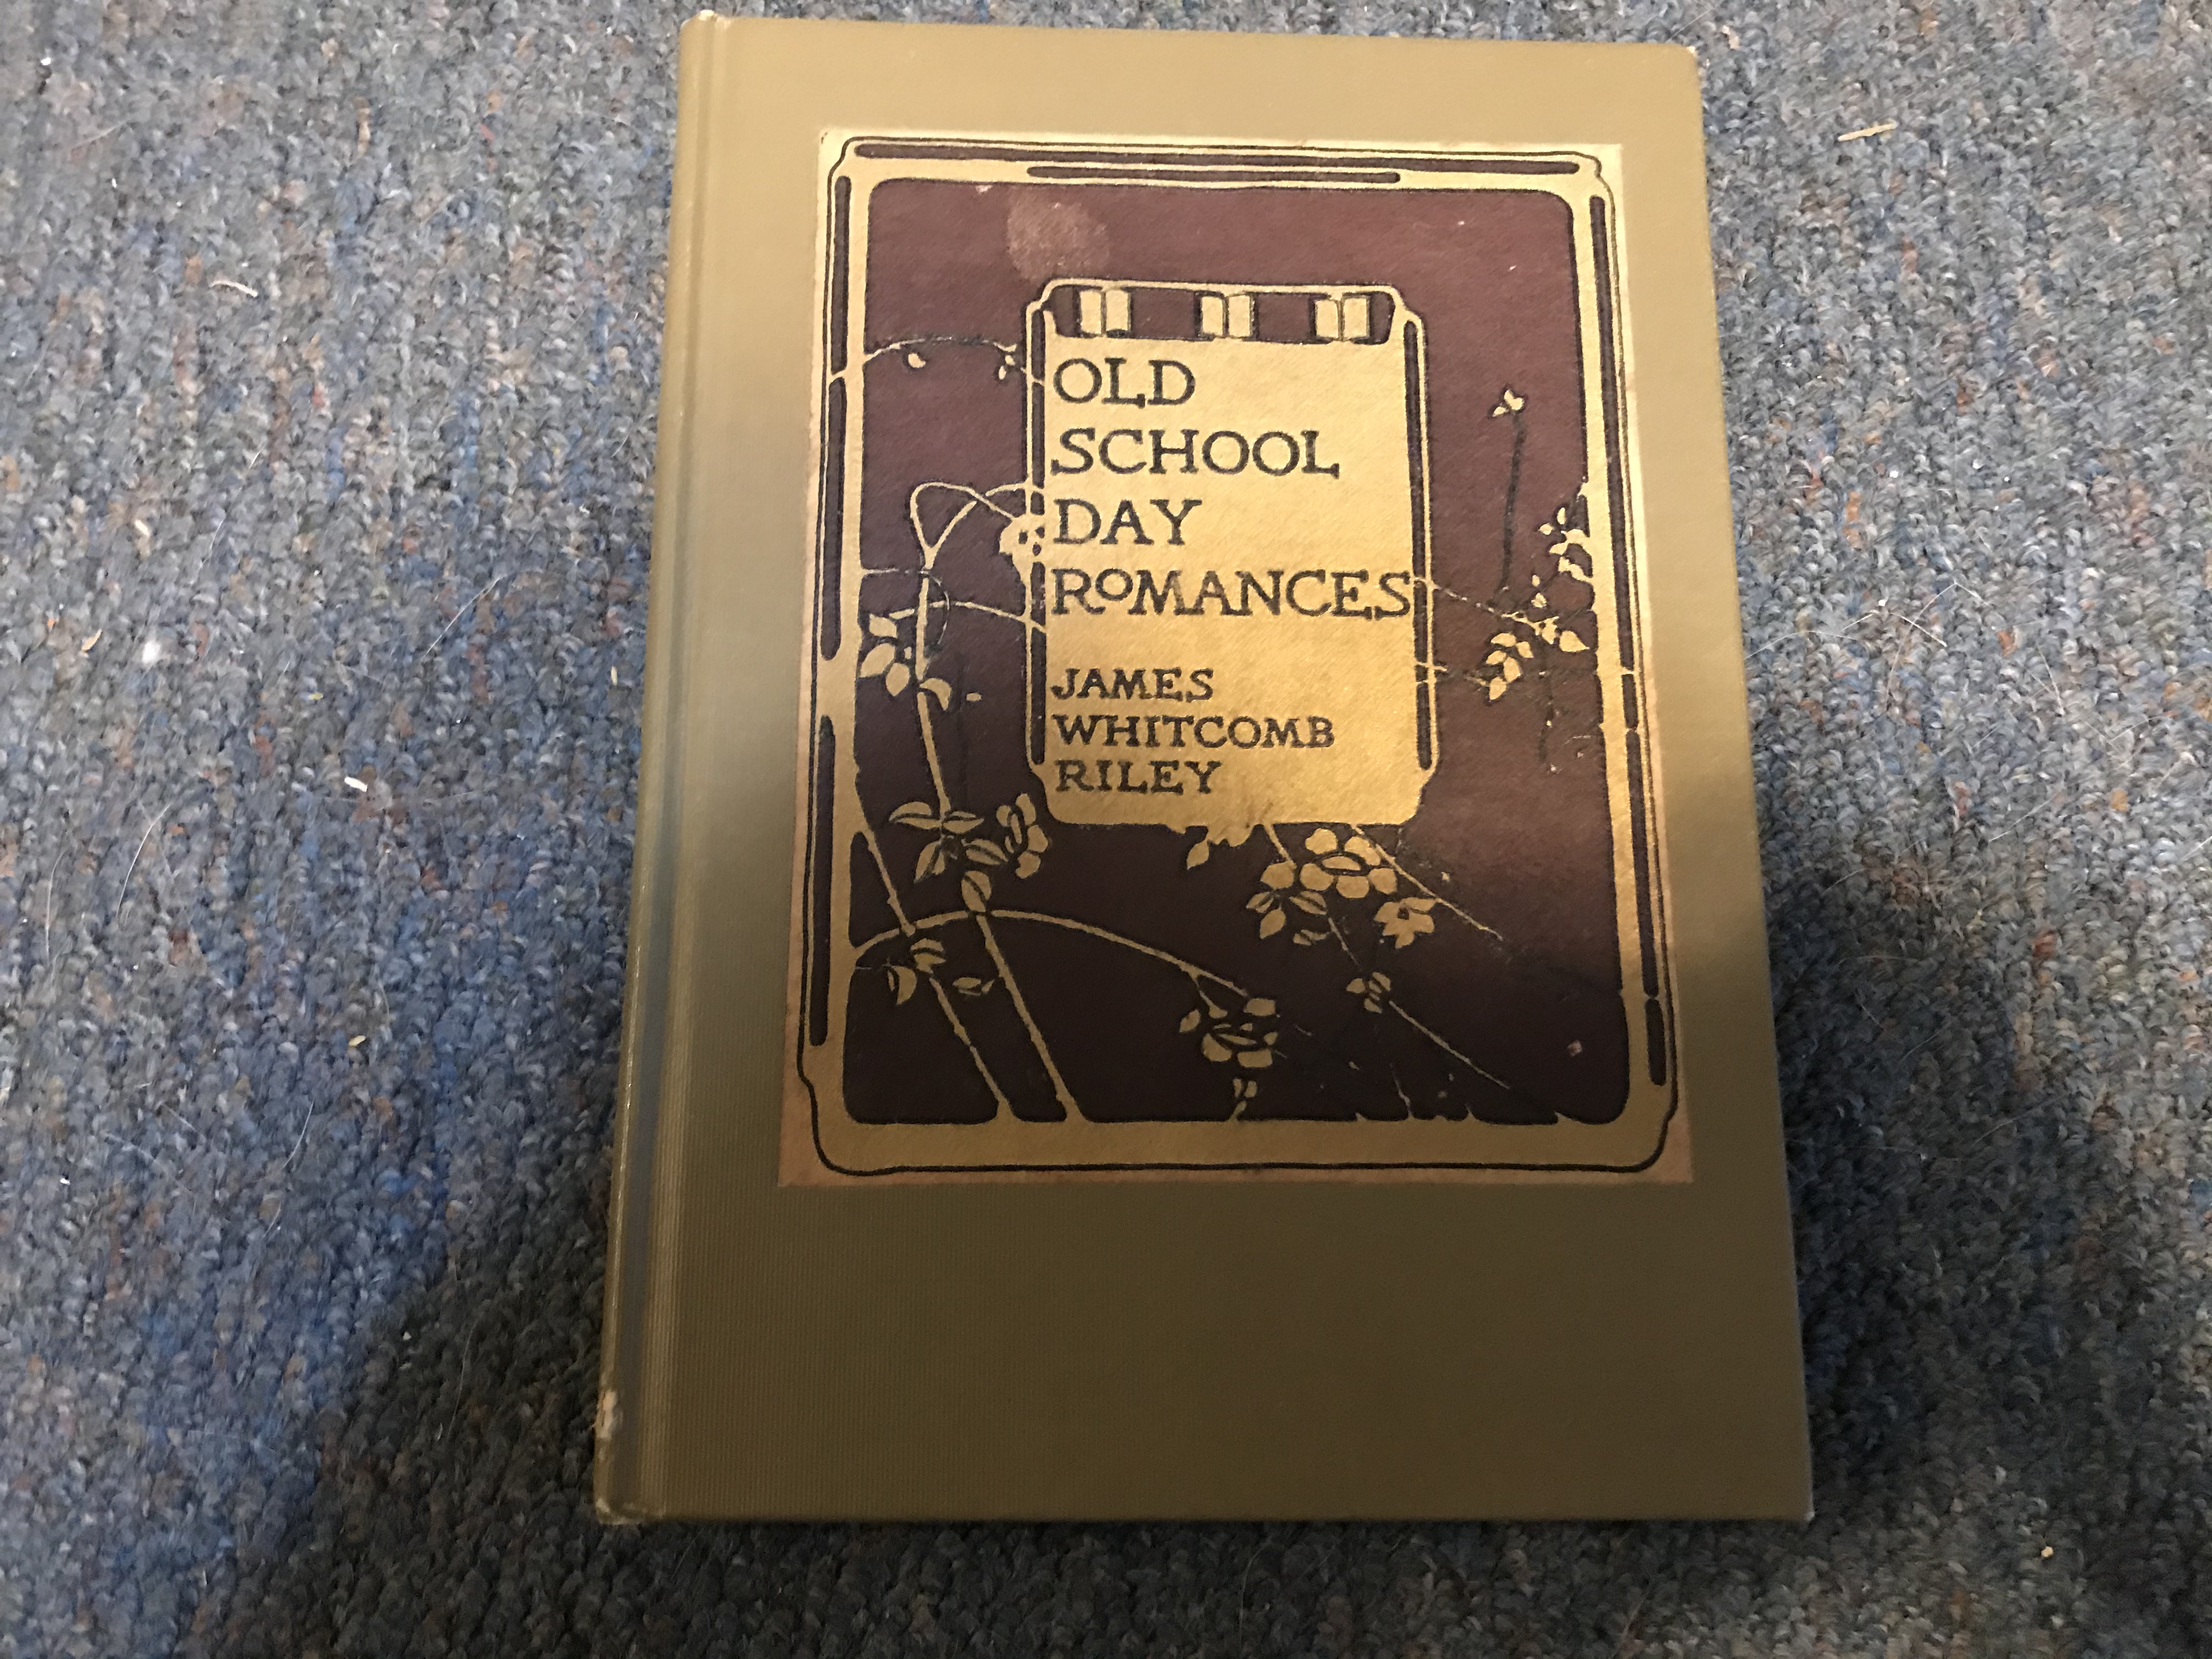 OLD
SCHOOL
DAY
ROMANCES
JAMES
WHITCOMB
RILEY